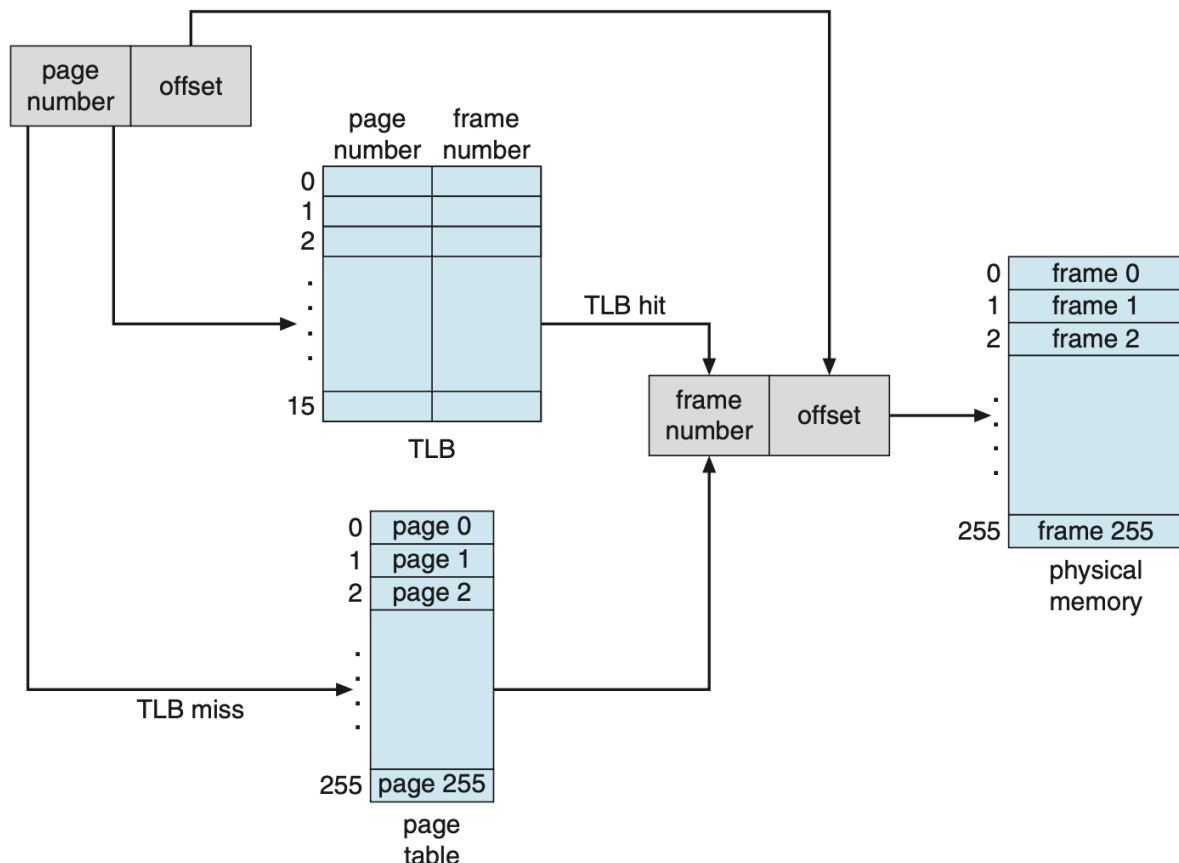 page
number
offset
page
number
frame
number
0
1
2
.
.
.
.
15
TLB
TLB hit
frame
number
offset
0 frame 0
1 frame 1
2 frame 2
.
.
.
.
255 frame 255
physical
memory
0 page 0
1 page 1
2 page 2
.
.
.
.
255 page 255
page
table
TLB miss